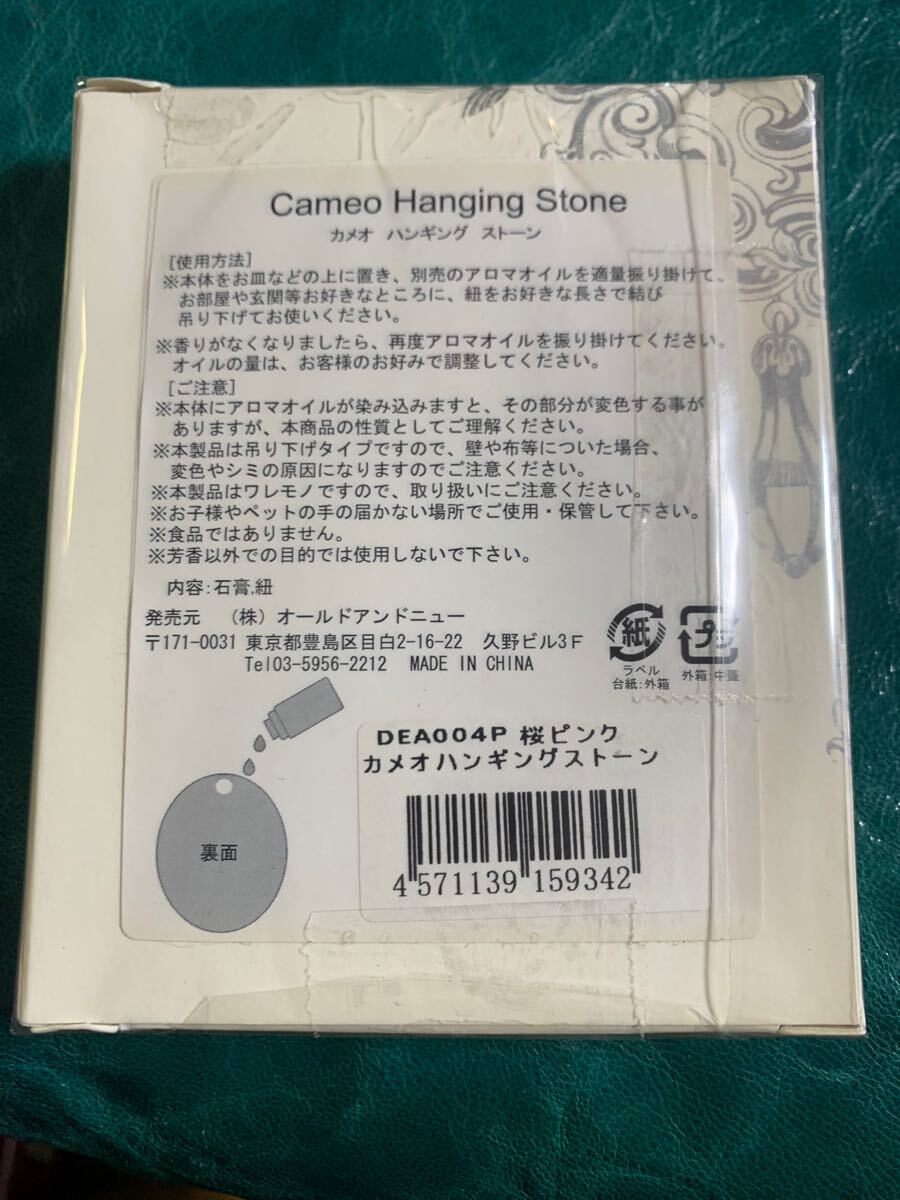 Cameo Hanging Stone
カメオ ハンギング ストーン
[使用方法]
※本体をお皿などの上に置き、別売のアロマオイルを適量振り掛けて、
お部屋や玄関等お好きなところに、紐をお好きな長さで結び
吊り下げてお使いください。
※香りがなくなりましたら、再度アロマオイルを振り掛けてください。
オイルの量は、お客様のお好みで調整してください。
[ご注意]
※本体にアロマオイルが染み込みますと、その部分が変色する事が
ありますが、本商品の性質としてご理解ください。
※本製品は吊り下げタイプですので、壁や布等についた場合、
変色やシミの原因になりますのでご注意ください。
※本製品はワレモノですので、取り扱いにご注意ください。
※お子様やペットの手の届かない場所でご使用・保管して下さい。
※食品ではありません。
※芳香以外での目的では使用しないで下さい。
内容:石膏,紐
発売元 (株)オールドアンドニュー
〒171-0031 東京都豊島区目白2-16-22 久野ビル3F
Tel03-5956-2212 MADE IN CHINA
紙
ラベル
台紙:外箱
プラ
外箱:中蓋
裏面
DEA004P 桜ピンク
カメオハンギングストーン
4 571139 159342